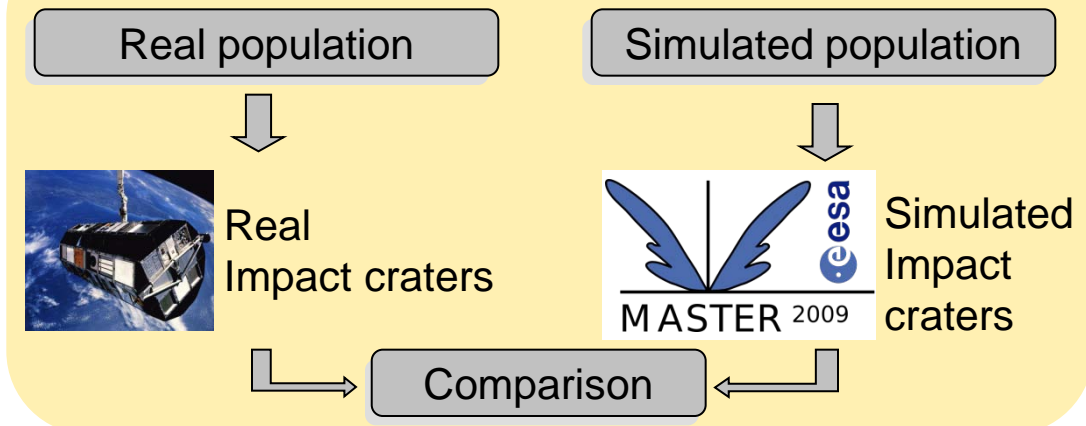 Real population
Simulated population
Real
Impact craters
esa
MASTER 2009
Simulated
Impact
craters
Comparison